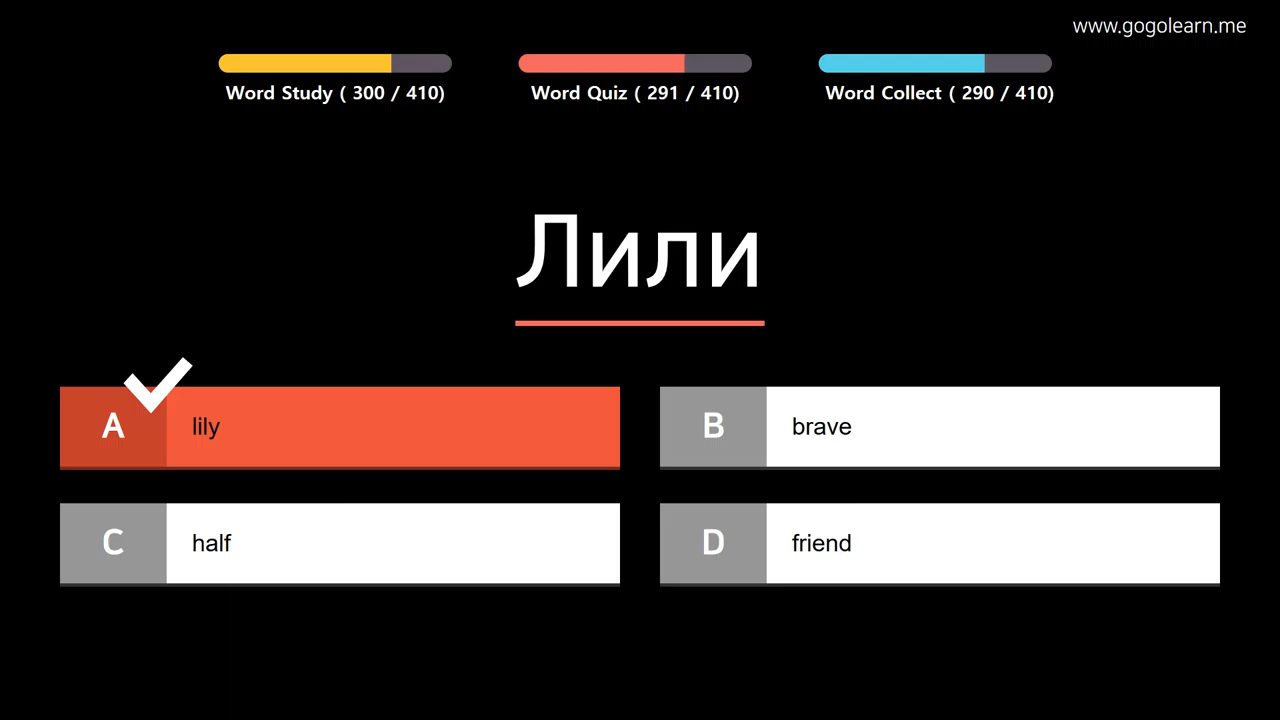 www.gogolearn.me
Word Study ( 300 / 410)
Word Quiz ( 291 / 410)
Word Collect ( 290 / 410)
Лили
A lily
B brave
C half
D friend